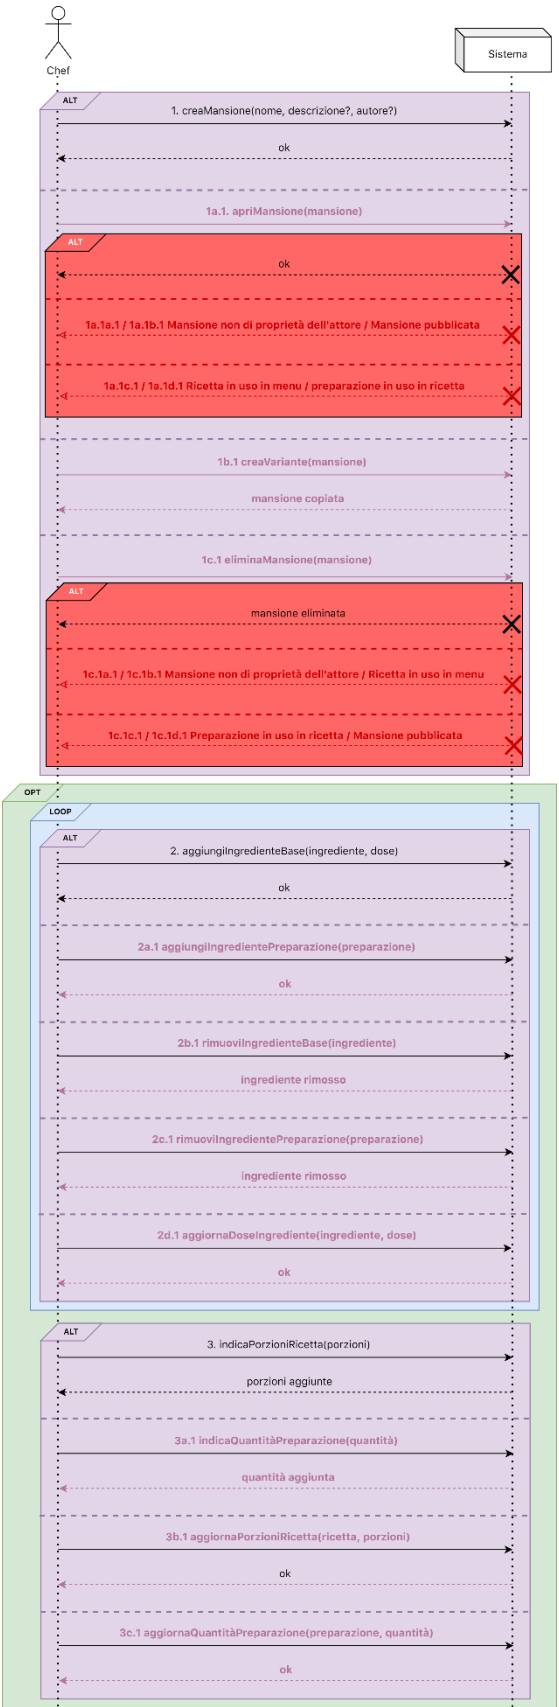 Chef
Sistema
ALT
1. creaMansione(nome, descrizione?, autore?)
ok
1a.1. apriMansione(mansione)
ALT
ok
1a.1a.1 / 1a.1b.1 Mansione non di proprietà dell'attore / Mansione pubblicata
1a.1c.1 / 1a.1d.1 Ricetta in uso in menu / preparazione in uso in ricetta
1b.1 creaVariante(mansione)
mansione copiata
1c.1 eliminaMansione(mansione)
ALT
mansione eliminata
1c.1a.1 / 1c.1b.1 Mansione non di proprietà dell'attore / Ricetta in uso in menu
1c.1c.1 / 1c.1d.1 Preparazione in uso in ricetta / Mansione pubblicata
OPT
LOOP
ALT
2. aggiungiIngredienteBase(ingrediente, dose)
ok
2a.1 aggiungiIngredientePreparazione(preparazione)
ok
2b.1 rimuoviIngredienteBase(ingrediente)
ingrediente rimosso
2c.1 rimuoviIngredientePreparazione(preparazione)
ingrediente rimosso
2d.1 aggiornaDoseIngrediente(ingrediente, dose)
ok
ALT
3. indicaPorzioniRicetta(porzioni)
porzioni aggiunte
3a.1 indicaQuantitàPreparazione(quantità)
quantità aggiunta
3b.1 aggiornaPorzioniRicetta(ricetta, porzioni)
ok
3c.1 aggiornaQuantitàPreparazione(preparazione, quantità)
ok